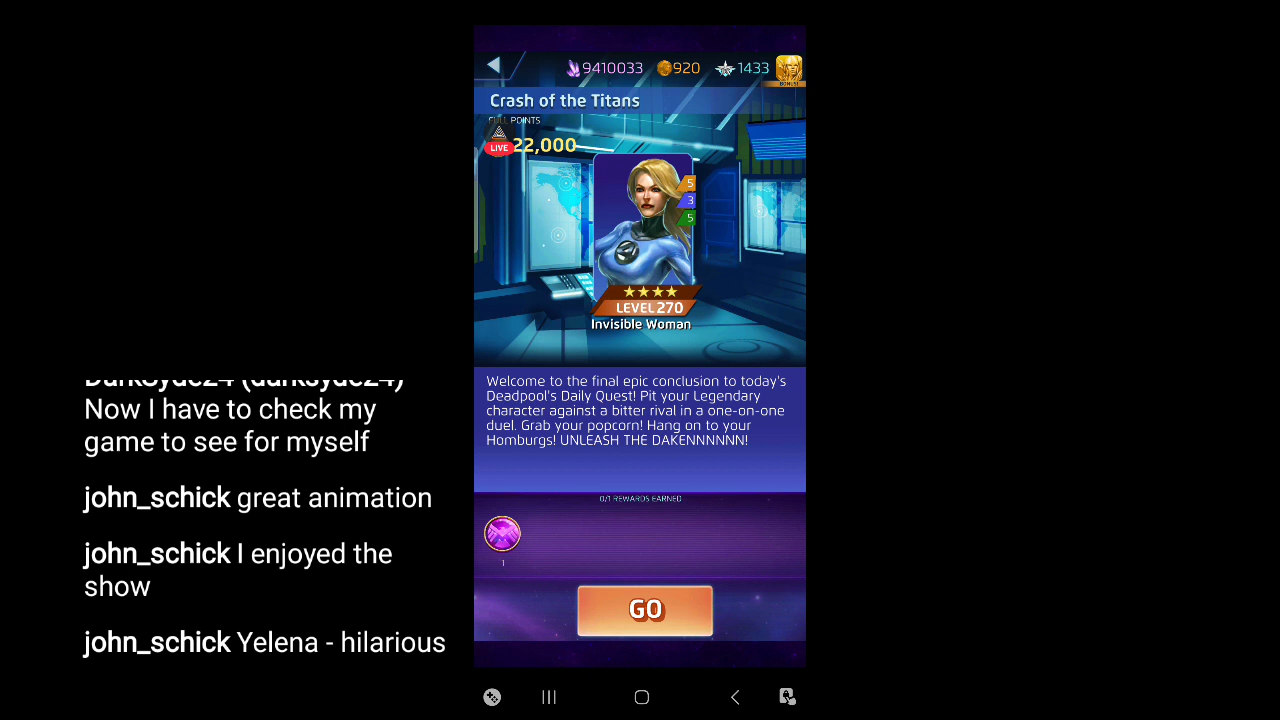 9410033
920
1433
BONUS!
Crash of the Titans
POINTS
LIVE
22,000
5
3
5
LEVEL 270
Invisible Woman
Welcome to the final epic conclusion to today's
Deadpool's Daily Quest! Pit your Legendary
character against a bitter rival in a one-on-one
duel. Grab your popcorn! Hang on to your
Homburgs! UNLEASH THE DAKENNNNNN!
0/1 REWARDS EARNED
1
GO
DarkSyde24 (darksyde24)
Now I have to check my
game to see for myself
john_schick great animation
john_schick I enjoyed the
show
john_schick Yelena - hilarious